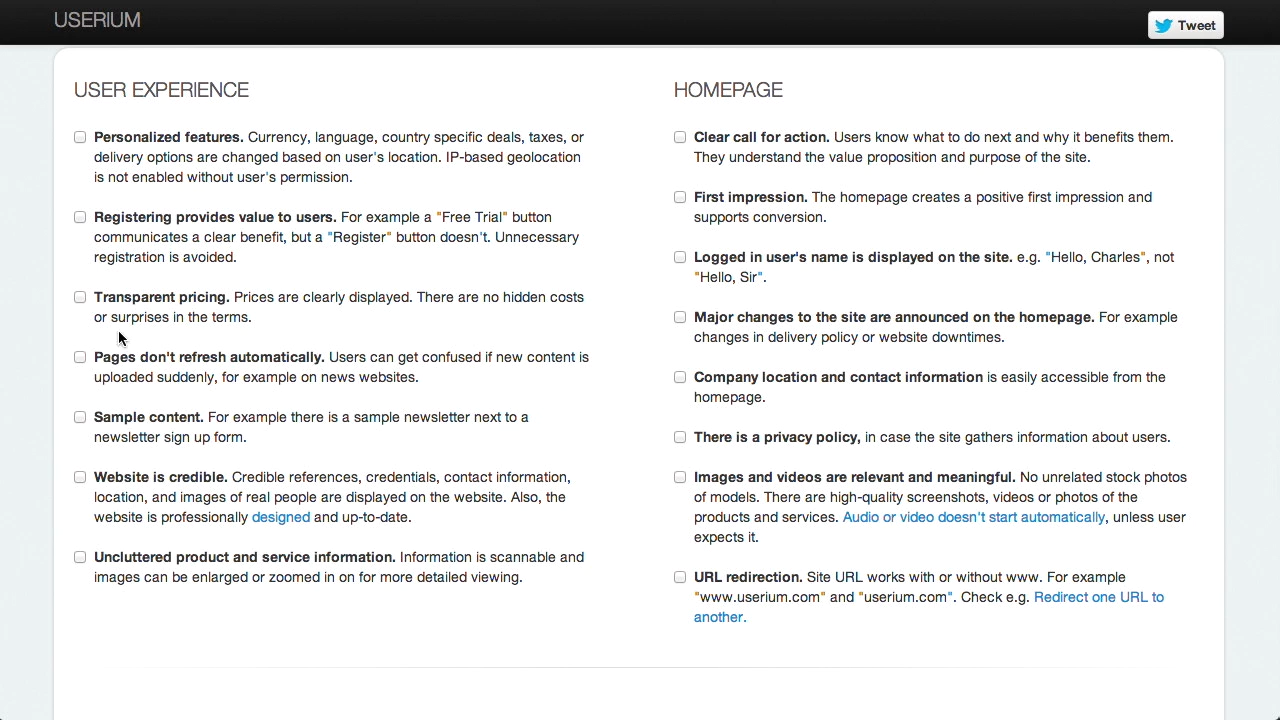 USERIUM
Tweet
USER EXPERIENCE
Personalized features. Currency, language, country specific deals, taxes, or
delivery options are changed based on user's location. IP-based geolocation
is not enabled without user's permission.
Registering provides value to users. For example a "Free Trial" button
communicates a clear benefit, but a "Register" button doesn't. Unnecessary
registration is avoided.
Transparent pricing. Prices are clearly displayed. There are no hidden costs
or surprises in the terms.
Pages don't refresh automatically. Users can get confused if new content is
uploaded suddenly, for example on news websites.
Sample content. For example there is a sample newsletter next to a
newsletter sign up form.
Website is credible. Credible references, credentials, contact information,
location, and images of real people are displayed on the website. Also, the
website is professionally designed and up-to-date.
Uncluttered product and service information. Information is scannable and
images can be enlarged or zoomed in on for more detailed viewing.
HOMEPAGE
Clear call for action. Users know what to do next and why it benefits them.
They understand the value proposition and purpose of the site.
First impression. The homepage creates a positive first impression and
supports conversion.
Logged in user's name is displayed on the site. e.g. "Hello, Charles", not
"Hello, Sir".
Major changes to the site are announced on the homepage. For example
changes in delivery policy or website downtimes.
Company location and contact information is easily accessible from the
homepage.
There is a privacy policy, in case the site gathers information about users.
Images and videos are relevant and meaningful. No unrelated stock photos
of models. There are high-quality screenshots, videos or photos of the
products and services. Audio or video doesn't start automatically, unless user
expects it.
URL redirection. Site URL works with or without www. For example
"www.userium.com" and "userium.com". Check e.g. Redirect one URL to
another.